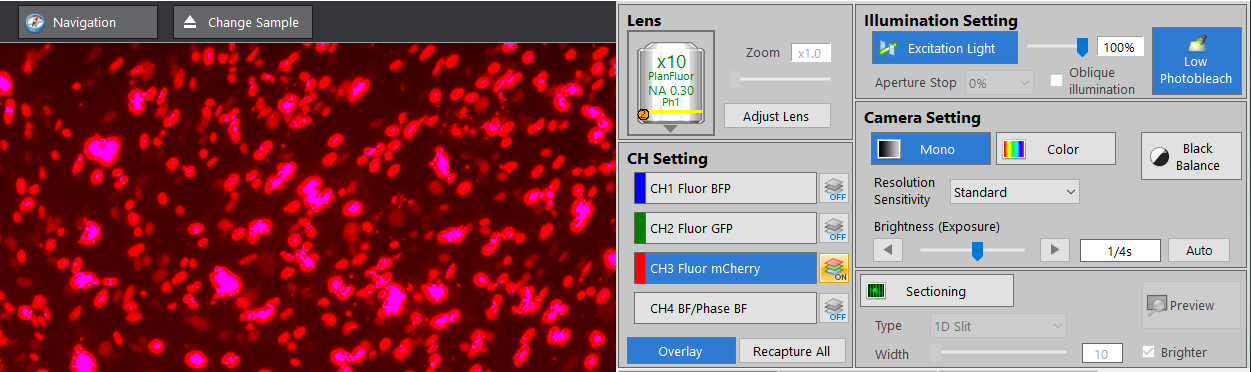 Navigation
Change Sample
Lens
x10
PlanFluor
NA 0.30
Ph1
2
Zoom
x1.0
Adjust Lens
CH Setting
CH1 Fluor BFP
OFF
CH2 Fluor GFP
OFF
CH3 Fluor mCherry
ON
CH4 BF/Phase BF
OFF
Overlay
Recapture All
Illumination Setting
Excitation Light
100%
Aperture Stop
0%
Oblique
illumination
Low
Photobleach
Camera Setting
Mono
Color
Black
Balance
Resolution
Sensitivity
Standard
Brightness (Exposure)
1/4s
Auto
Sectioning
Preview
Type
1D Slit
Width
10
Brighter